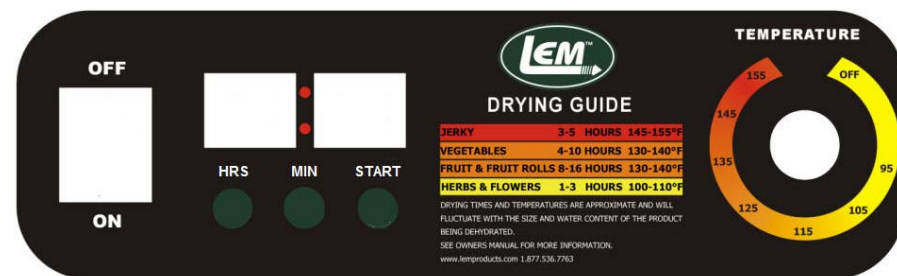 OFF
ON
HRS MIN START
LEM™
DRYING GUIDE
JERKY 3-5 HOURS 145-155°F
VEGETABLES 4-10 HOURS 130-140°F
FRUIT & FRUIT ROLLS 8-16 HOURS 130-140°F
HERBS & FLOWERS 1-3 HOURS 100-110°F
DRYING TIMES AND TEMPERATURES ARE APPROXIMATE AND WILL
FLUCTUATE WITH THE SIZE AND WATER CONTENT OF THE PRODUCT
BEING DEHYDRATED.
SEE OWNERS MANUAL FOR MORE INFORMATION.
www.lemproducts.com 1.877.536.7763
TEMPERATURE
OFF
95
105
115
125
135
145
155